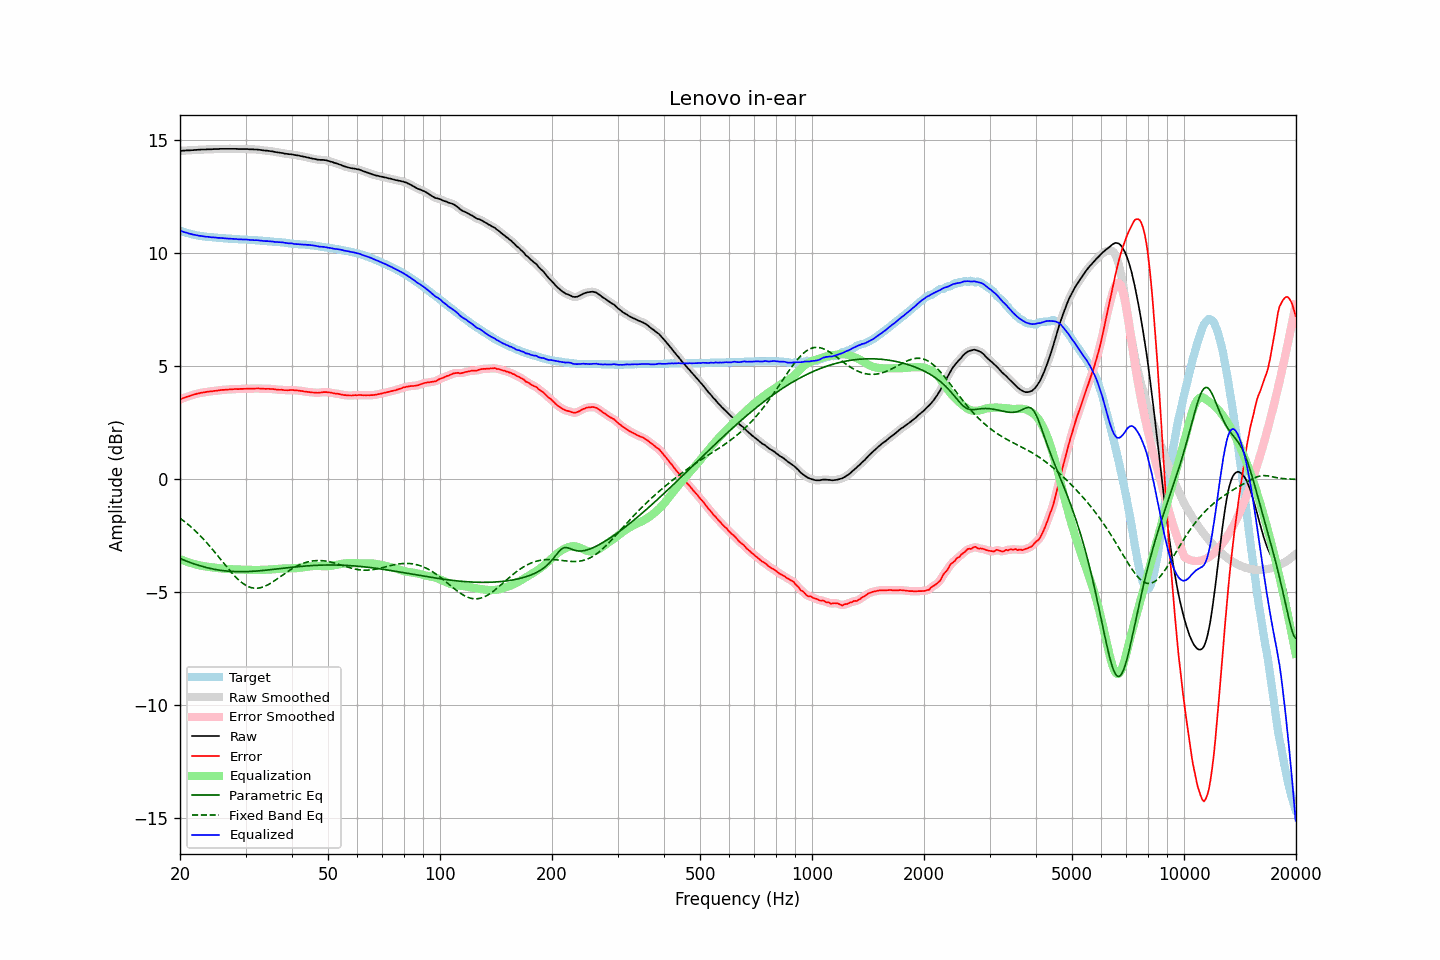 Lenovo in-ear
15
10
5
0
−5
−10
−15
Amplitude (dBr)
Target
Raw Smoothed
Error Smoothed
Raw
Error
Equalization
Parametric Eq
Fixed Band Eq
Equalized
20 50 100 200 500 1000 2000 5000 10000 20000
Frequency (Hz)